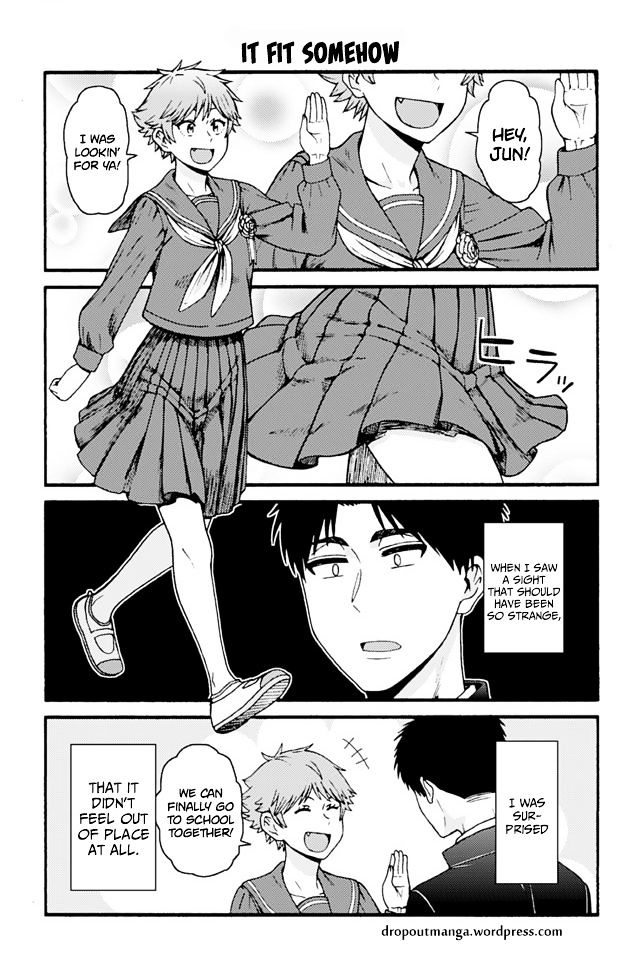 IT FIT SOMEHOW
HEY,
JUN!
I WAS
LOOKIN'
FOR YA!
ヒラッ
WHEN I SAW
A SIGHT
THAT SHOULD
HAVE BEEN
SO STRANGE,
I WAS
SUR-
PRISED
WE CAN
FINALLY GO
TO SCHOOL
TOGETHER!
THAT IT
DIDN'T
FEEL OUT
OF PLACE
AT ALL.
dropoutmanga.wordpress.com